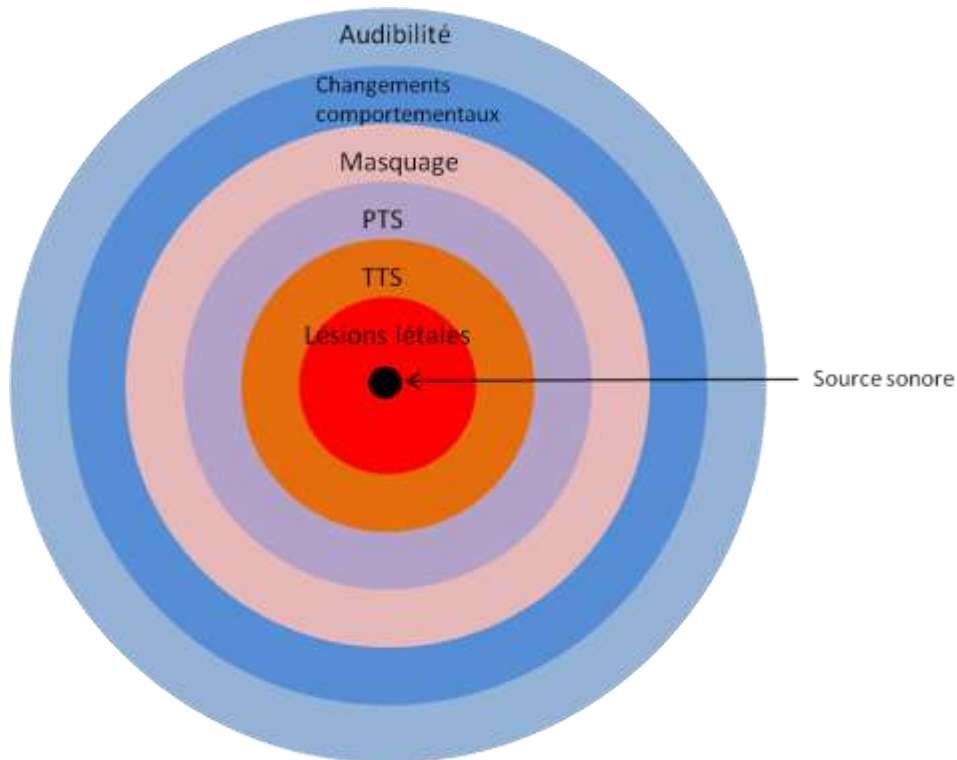 Audibilité
Changements
comportementaux
Masquage
PTS
TTS
Lésions létales
Source sonore